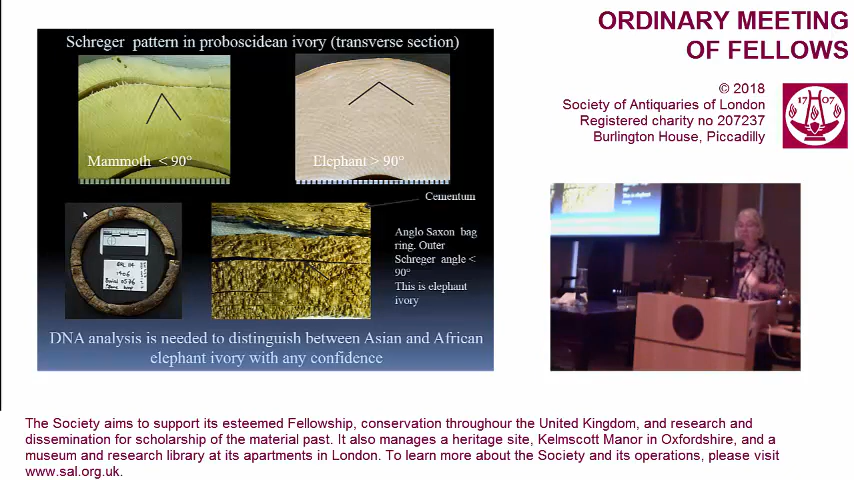 Schreger pattern in proboscidean ivory (transverse section)
Mammoth < 90°
Elephant > 90°
Cementum
Anglo Saxon bag
ring. Outer
Schreger angle <
90°
This is elephant
ivory
DNA analysis is needed to distinguish between Asian and African
elephant ivory with any confidence
ORDINARY MEETING
OF FELLOWS
© 2018
Society of Antiquaries of London
Registered charity no 207237
Burlington House, Piccadilly
17 07
The Society aims to support its esteemed Fellowship, conservation throughour the United Kingdom, and research and
dissemination for scholarship of the material past. It also manages a heritage site, Kelmscott Manor in Oxfordshire, and a
museum and research library at its apartments in London. To learn more about the Society and its operations, please visit
www.sal.org.uk.